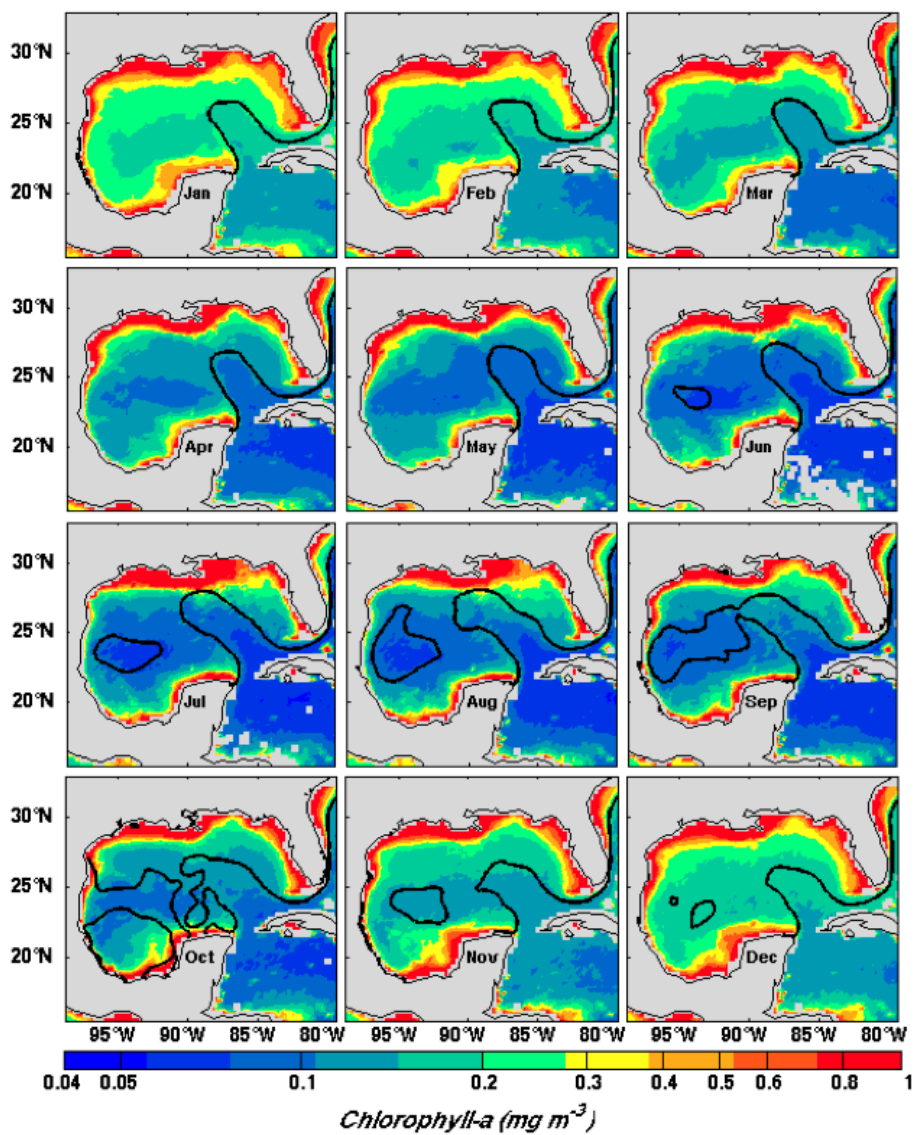 30°N
25°N
20°N
Jan
Feb
Mar
30°N
25°N
20°N
Apr
May
Jun
30°N
25°N
20°N
Jul
Aug
Sep
30°N
25°N
20°N
Oct
Nov
Dec
95°W 90°W 85°W 80°W 95°W 90°W 85°W 80°W 95°W 90°W 85°W 80°W
0.04 0.05 0.1 0.2 0.3 0.4 0.5 0.6 0.8 1
Chlorophyll-a (mg m⁻³)